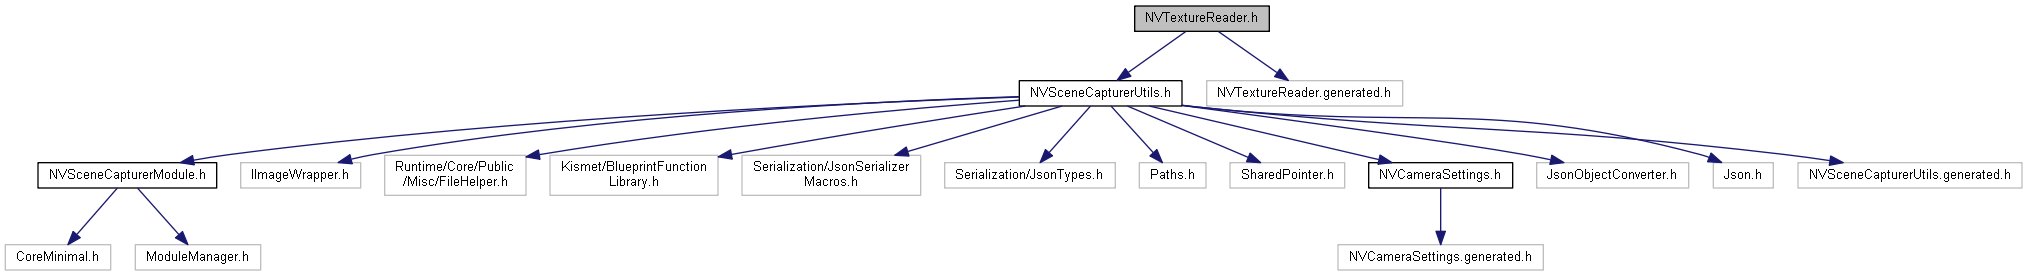 NVTextureReader.h
NVSceneCapturerUtils.h
NVTextureReader.generated.h
NVSceneCapturerModule.h
IImageWrapper.h
Runtime/Core/Public
/Misc/FileHelper.h
Kismet/BlueprintFunction
Library.h
Serialization/JsonSerializer
Macros.h
Serialization/JsonTypes.h
Paths.h
SharedPointer.h
NVCameraSettings.h
JsonObjectConverter.h
Json.h
NVSceneCapturerUtils.generated.h
CoreMinimal.h
ModuleManager.h
NVCameraSettings.generated.h